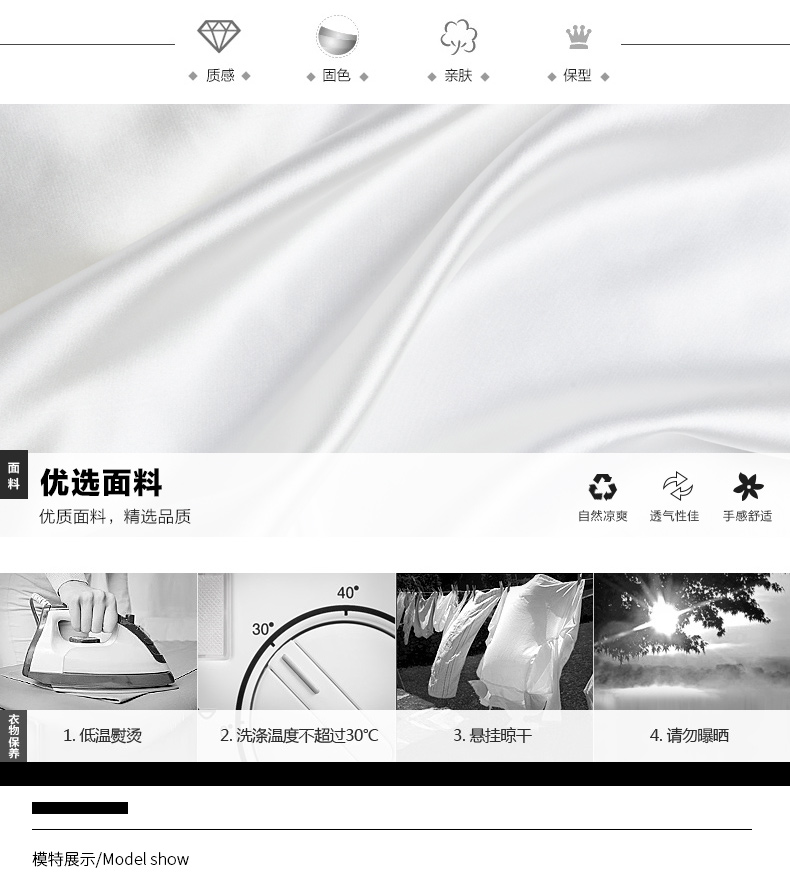 质感
固色
亲肤
保型
面料
优选面料
优质面料，精选品质
自然凉爽
透气性佳
手感舒适
40°
30°
衣物保养
1. 低温熨烫
2. 洗涤温度不超过30℃
3. 悬挂晾干
4. 请勿曝晒
模特展示/Model show